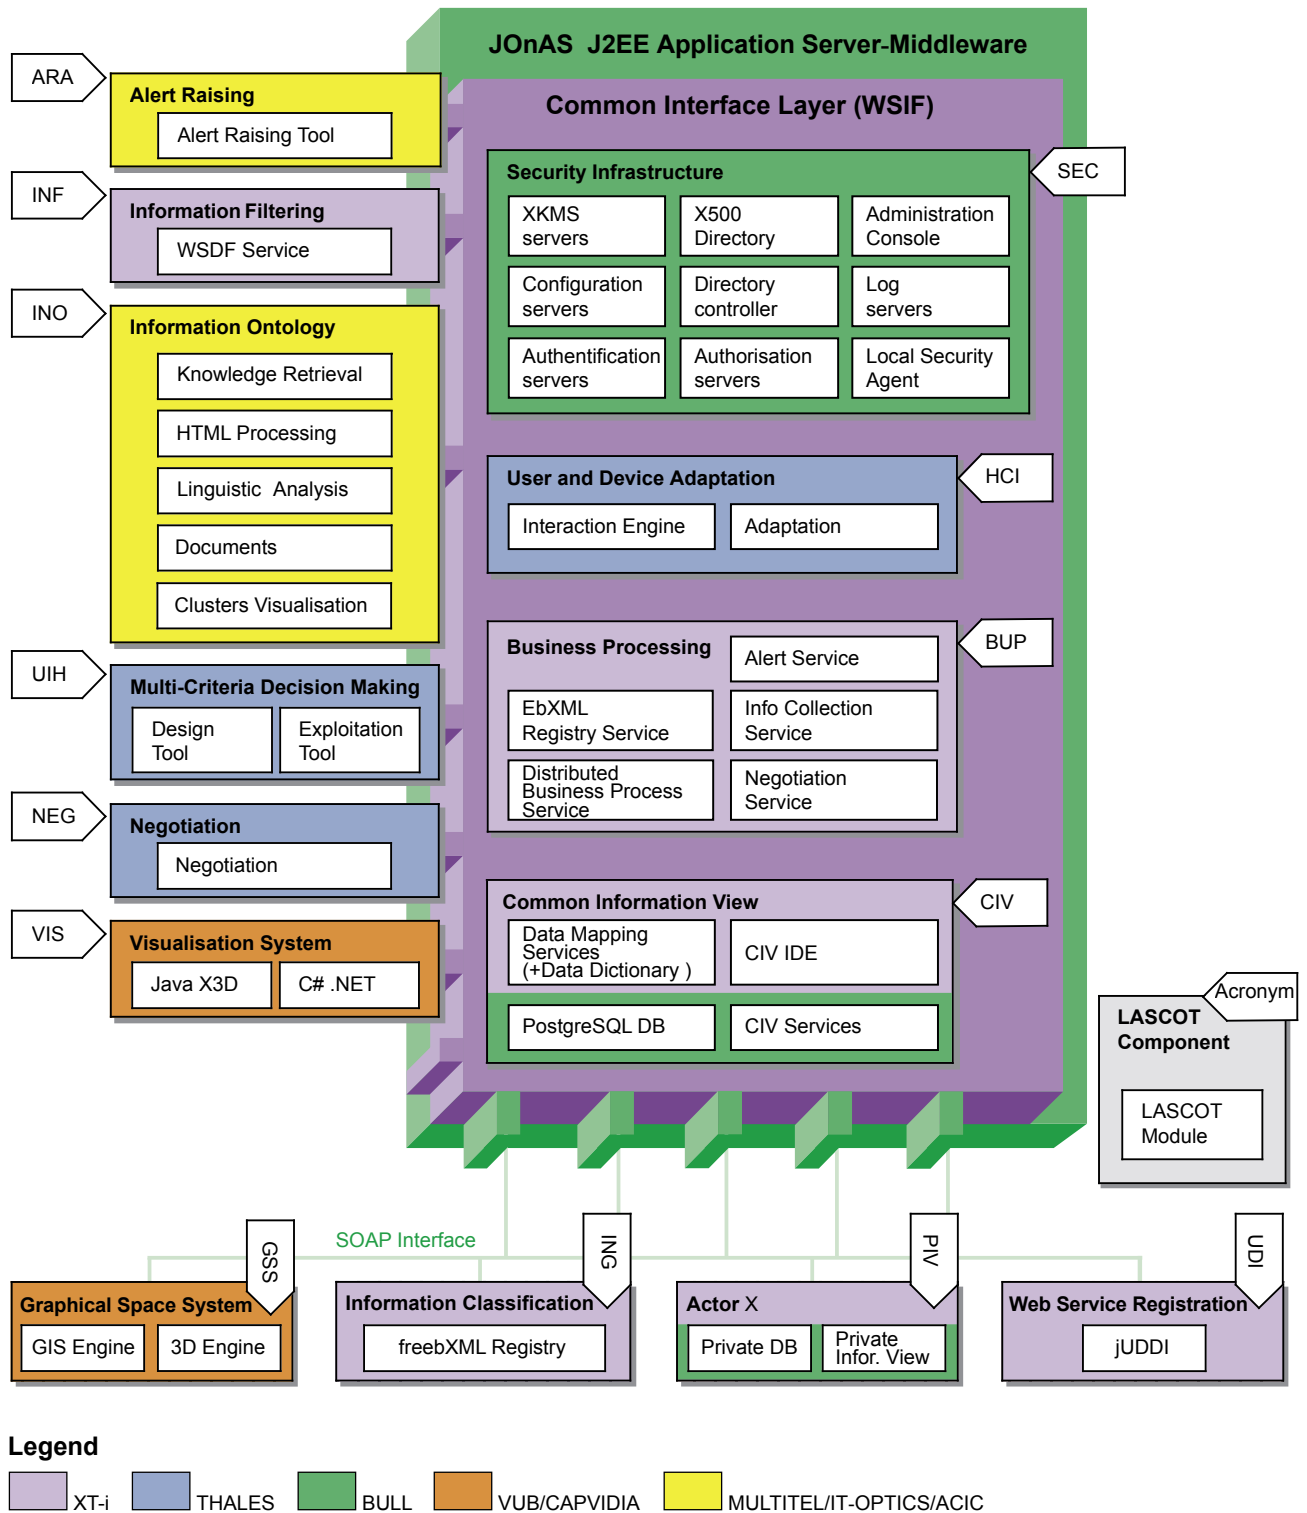 JOnAS J2EE Application Server-Middleware
Common Interface Layer (WSIF)
ARA
Alert Raising
Alert Raising Tool
INF
Information Filtering
WSDF Service
INO
Information Ontology
Knowledge Retrieval
HTML Processing
Linguistic Analysis
Documents
Clusters Visualisation
UIH
Multi-Criteria Decision Making
Design
Tool
Exploitation
Tool
NEG
Negotiation
Negotiation
VIS
Visualisation System
Java X3D
C# .NET
SEC
Security Infrastructure
XKMS
servers
X500
Directory
Administration
Console
Configuration
servers
Directory
controller
Log
servers
Authentification
servers
Authorisation
servers
Local Security
Agent
HCI
User and Device Adaptation
Interaction Engine
Adaptation
BUP
Business Processing
Alert Service
EbXML
Registry Service
Info Collection
Service
Distributed
Business Process
Service
Negotiation
Service
CIV
Common Information View
Data Mapping
Services
(+Data Dictionary )
CIV IDE
PostgreSQL DB
CIV Services
Acronym
LASCOT
Component
LASCOT
Module
SOAP Interface
GSS
Graphical Space System
GIS Engine
3D Engine
ING
Information Classification
freebXML Registry
PIV
Actor X
Private DB
Private
Infor. View
UDI
Web Service Registration
jUDDI
Legend
XT-i
THALES
BULL
VUB/CAPVIDIA
MULTITEL/IT-OPTICS/ACIC